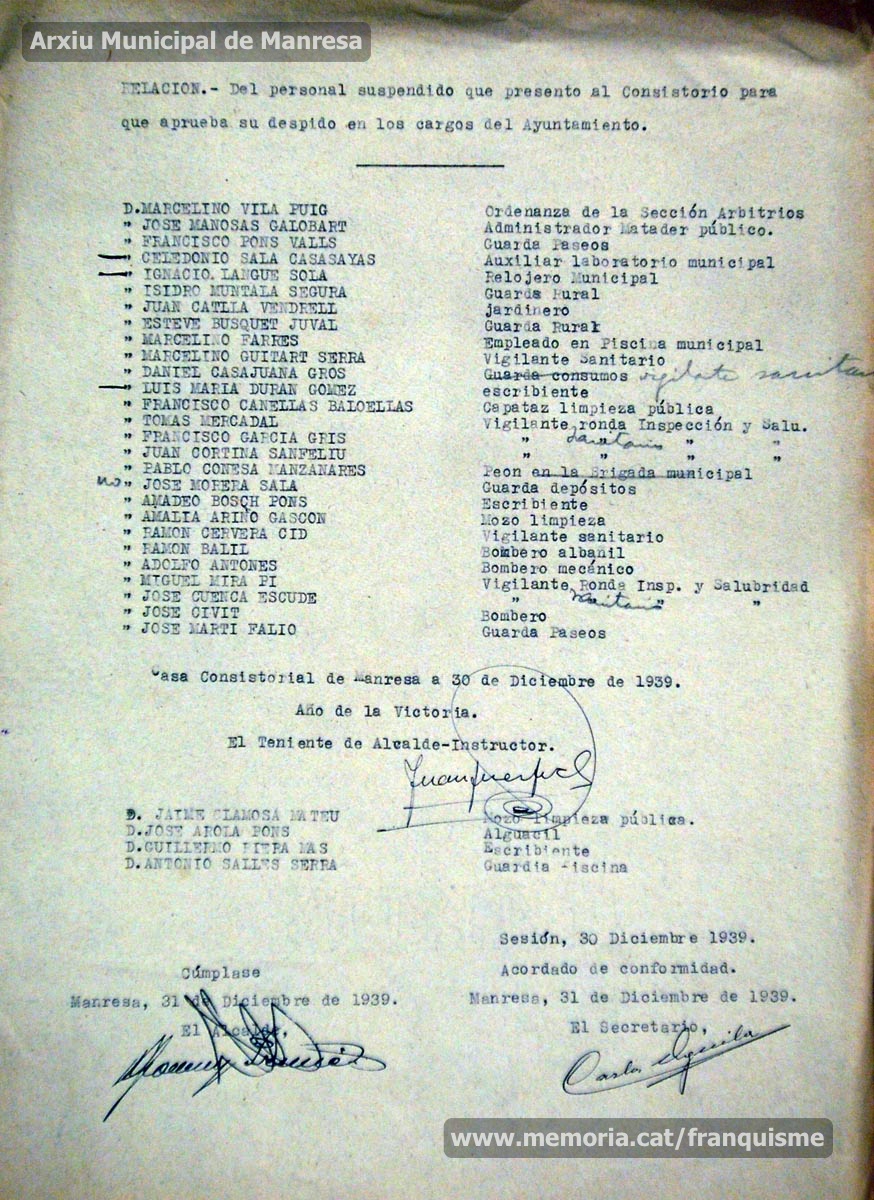 Arxiu Municipal de Manresa
RELACION.- Del personal suspendido que presento al Consistorio para
que aprueba su despido en los cargos del Ayuntamiento.
D.MARCELINO VILA PUIG Ordenanza de la Sección Arbitrios
" JOSE MANOSAS GALOBART Administrador Matader público.
" FRANCISCO PONS VALLS Guarda Paseos
" CELEDONIO SALA CASASAYAS Auxiliar laboratorio municipal
" IGNACIO LANGUE SOLA Relojero Municipal
" ISIDRO MUNTALA SEGURA Guarda Rural
" JUAN CATLLA VENDRELL jardinero
" ESTEVE BUSQUET JUVAL Guarda Rural
" MARCELINO FARRES Empleado en Piscina municipal
" MARCELINO GUITART SERRA Vigilante Sanitario
" DANIEL CASAJUANA GROS Guarda consumos vigilate sanitari
" LUIS MARIA DURAN GOMEZ escribiente
" FRANCISCO CANELLAS BALOELLAS Capataz limpieza pública
" TOMAS MERCADAL Vigilante ronda Inspección y Salu.
" FRANCISCO GARCIA GRIS " " Sanitario " "
" JUAN CORTINA SANFELIU " " " "
" PABLO CONESA MANZANARES Peon en la Brigada municipal
no " JOSE MORERA SALA Guarda depósitos
" AMADEO BOSCH PONS Escribiente
" AMALIA ARIÑO GASCON Mozo limpieza
" RAMON CERVERA CID Vigilante sanitario
" RAMON BALIL Bombero albañil
" ADOLFO ANTONES Bombero mecánico
" MIGUEL MIRA PI Vigilante Ronda Insp. y Salubridad
" JOSE CUENCA ESCUDE " Sanitario " "
" JOSE CIVIT Bombero
" JOSE MARTI FALIO Guarda Paseos
Casa Consistorial de Manresa a 30 de Diciembre de 1939.
Año de la Victoria.
El Teniente de Alcalde-Instructor.
D. JAIME CLAMOSA MATEU Mozo limpieza pública.
D.JOSE AROLA PONS Alguacil
D.GUILLERMO RIERA MAS Escribiente
D.ANTONIO SALLES SERRA Guardia Piscina
Sesión, 30 Diciembre 1939.
Cúmplase Acordado de conformidad.
Manresa, 31 de Diciembre de 1939. Manresa, 31 de Diciembre de 1939.
El Alcalde, El Secretario,
www.memoria.cat/franquisme